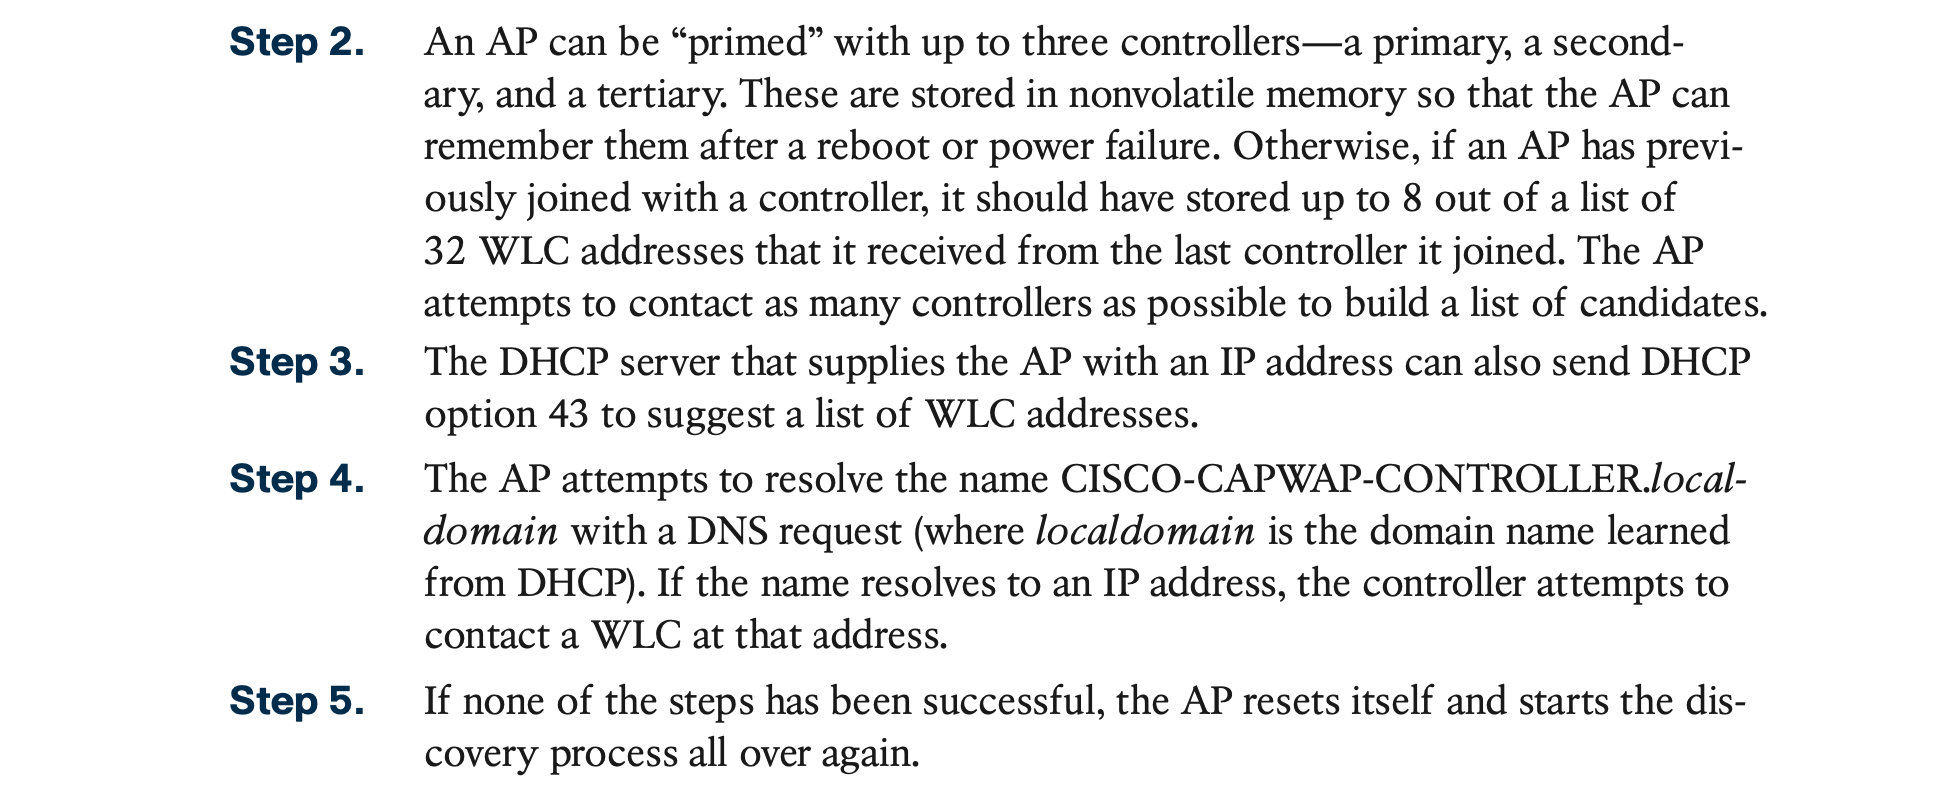 Step 2. An AP can be “primed” with up to three controllers—a primary, a second-
ary, and a tertiary. These are stored in nonvolatile memory so that the AP can
remember them after a reboot or power failure. Otherwise, if an AP has previ-
ously joined with a controller, it should have stored up to 8 out of a list of
32 WLC addresses that it received from the last controller it joined. The AP
attempts to contact as many controllers as possible to build a list of candidates.
Step 3. The DHCP server that supplies the AP with an IP address can also send DHCP
option 43 to suggest a list of WLC addresses.
Step 4. The AP attempts to resolve the name CISCO-CAPWAP-CONTROLLER.local-
domain with a DNS request (where localdomain is the domain name learned
from DHCP). If the name resolves to an IP address, the controller attempts to
contact a WLC at that address.
Step 5. If none of the steps has been successful, the AP resets itself and starts the dis-
covery process all over again.